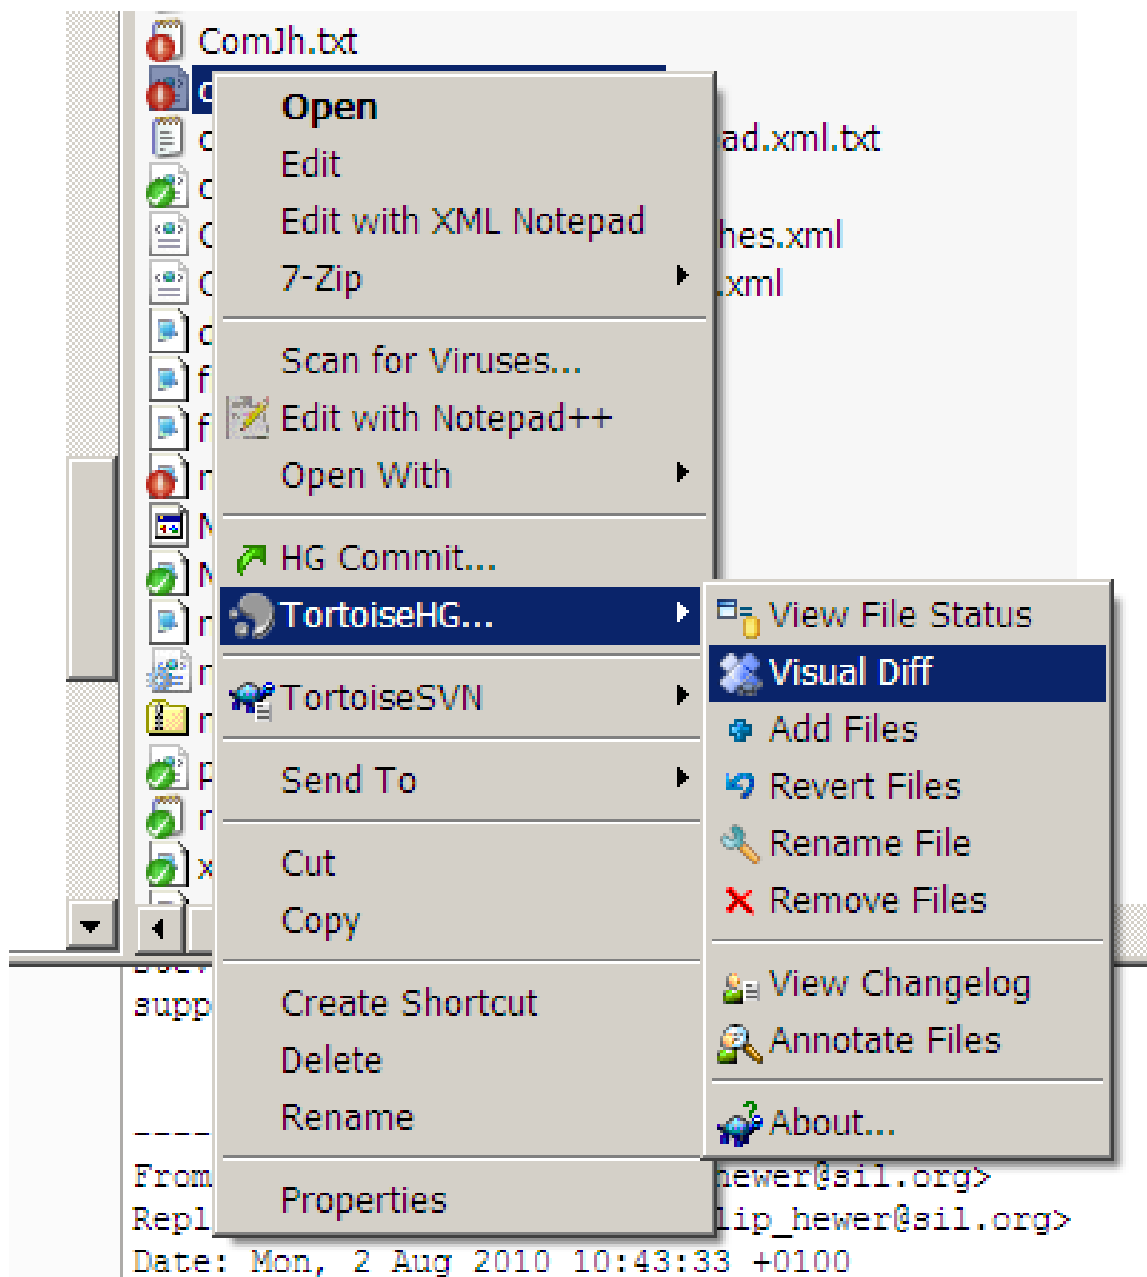 ComJh.txt
Open
ad.xml.txt
Edit
Edit with XML Notepad
hes.xml
7-Zip
.xml
Scan for Viruses...
Edit with Notepad++
Open With
HG Commit...
TortoiseHG...
View File Status
Visual Diff
TortoiseSVN
Add Files
Send To
Revert Files
Rename File
Cut
Remove Files
Copy
View Changelog
supp
Create Shortcut
Annotate Files
Delete
Rename
About...
From
hewer@sil.org>
Properties
Repl
lip_hewer@sil.org>
Date: Mon, 2 Aug 2010 10:43:33 +0100